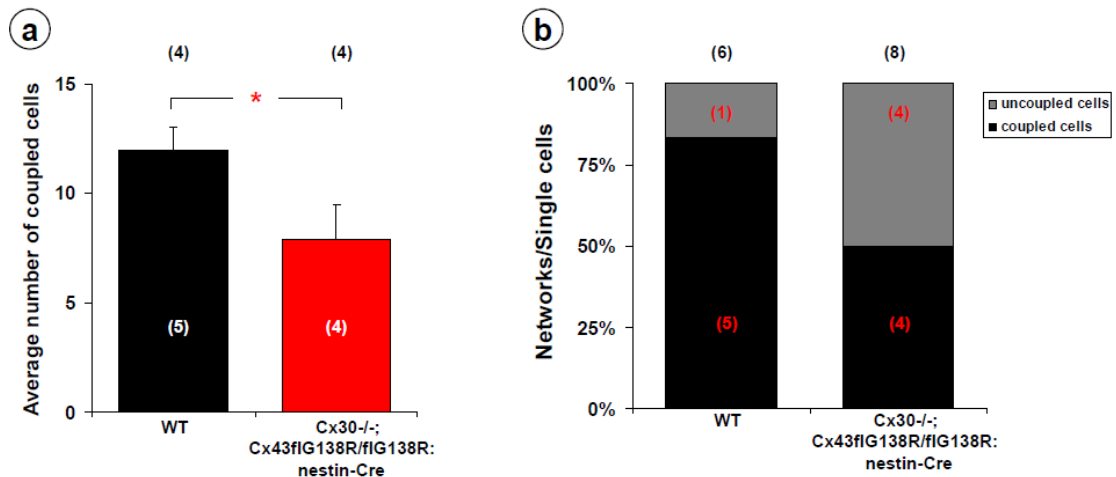 a
(4) (4)
15
10
5
0
Average number of coupled cells
*
(5)
(4)
WT
Cx30-/-;
Cx43flG138R/flG138R:
nestin-Cre
b
(6) (8)
100%
75%
50%
25%
0%
Networks/Single cells
(1)
(4)
(5)
(4)
WT
Cx30-/-;
Cx43flG138R/flG138R:
nestin-Cre
uncoupled cells
coupled cells